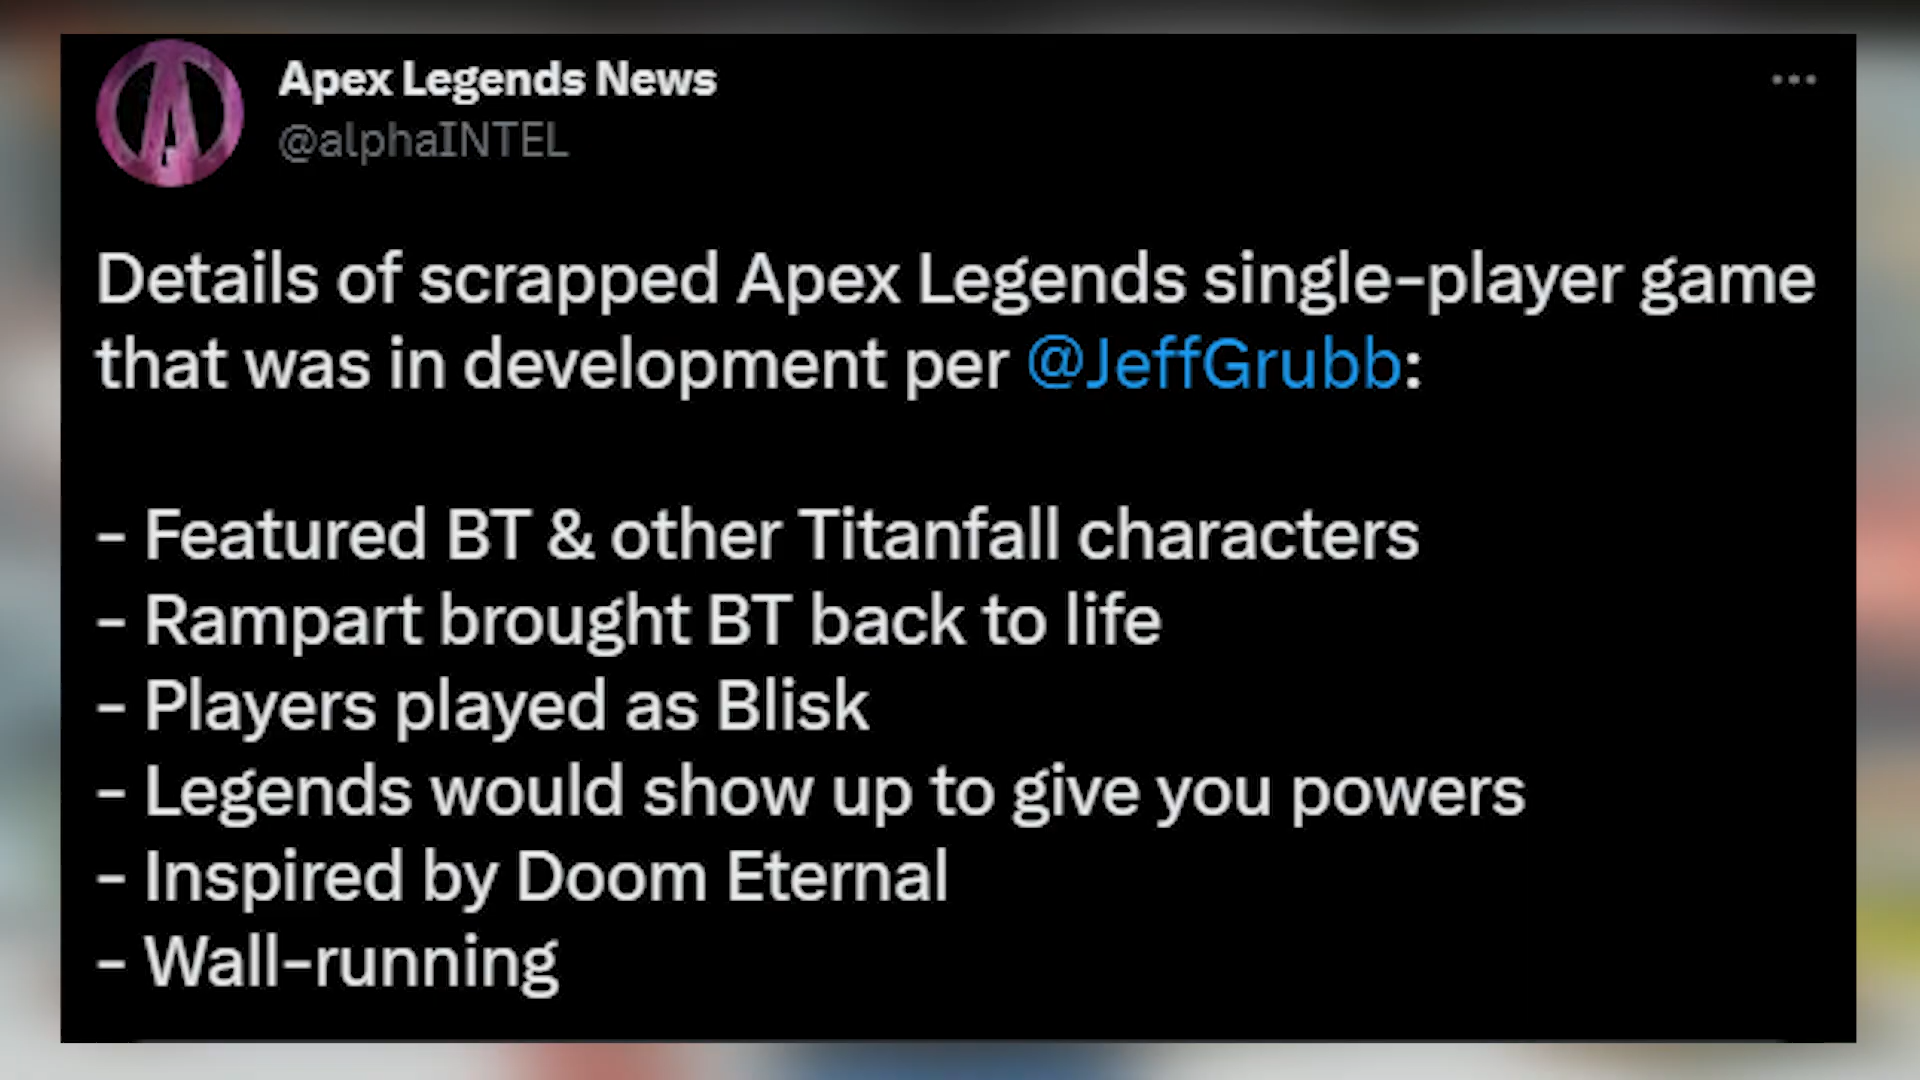 Apex Legends News
@alphaINTEL
Details of scrapped Apex Legends single-player game
that was in development per @JeffGrubb:
- Featured BT & other Titanfall characters
- Rampart brought BT back to life
- Players played as Blisk
- Legends would show up to give you powers
- Inspired by Doom Eternal
- Wall-running